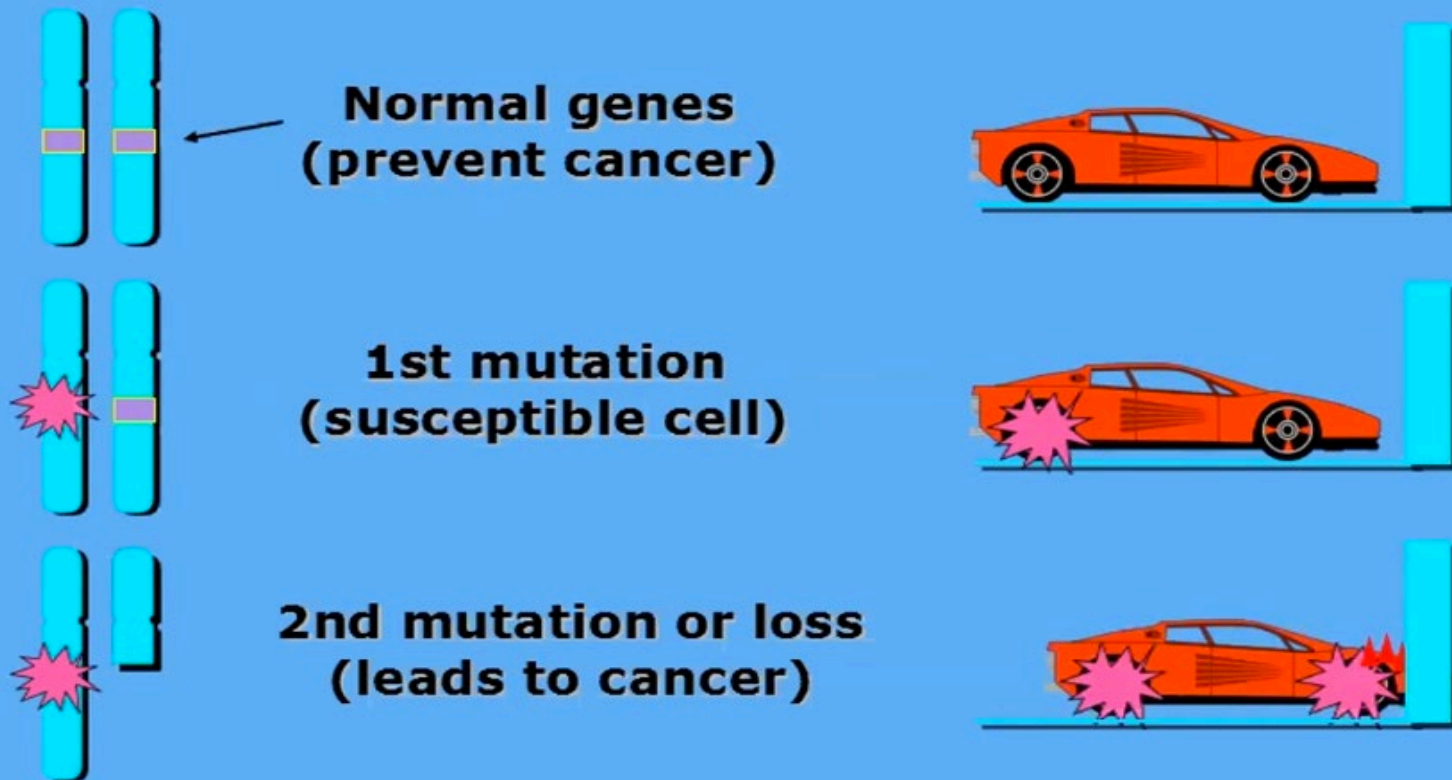 Normal genes
(prevent cancer)
1st mutation
(susceptible cell)
2nd mutation or loss
(leads to cancer)